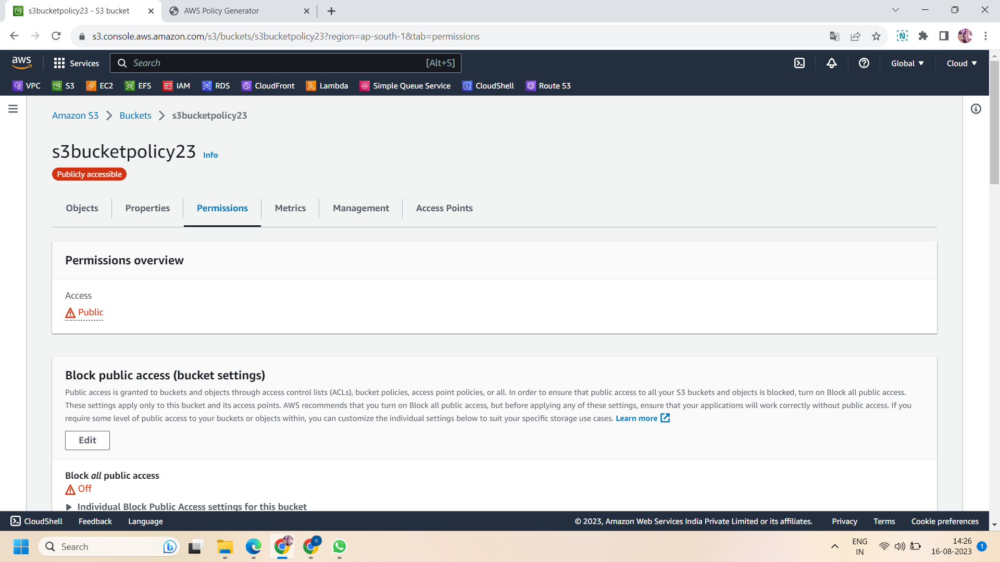 s3bucketpolicy23 - S3 bucket
AWS Policy Generator
s3.console.aws.amazon.com/s3/buckets/s3bucketpolicy23?region=ap-south-1&tab=permissions
aws Services Search [Alt+S] Global Cloud
VPC S3 EC2 EFS IAM RDS CloudFront Lambda Simple Queue Service CloudShell Route 53
Amazon S3 Buckets s3bucketpolicy23
s3bucketpolicy23 Info
Publicly accessible
Objects Properties Permissions Metrics Management Access Points
Permissions overview
Access
Public
Block public access (bucket settings)
Public access is granted to buckets and objects through access control lists (ACLs), bucket policies, access point policies, or all. In order to ensure that public access to all your S3 buckets and objects is blocked, turn on Block all public access.
These settings apply only to this bucket and its access points. AWS recommends that you turn on Block all public access, but before applying any of these settings, ensure that your applications will work correctly without public access. If you
require some level of public access to your buckets or objects within, you can customize the individual settings below to suit your specific storage use cases. Learn more
Edit
Block all public access
Off
Individual Block Public Access settings for this bucket
CloudShell Feedback Language © 2023, Amazon Web Services India Private Limited or its affiliates. Privacy Terms Cookie preferences
Search
C
ENG
IN
14:26
16-08-2023
1